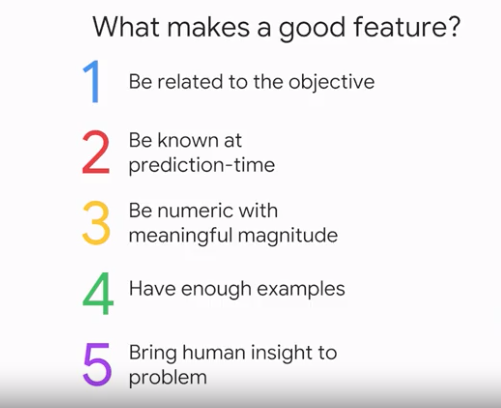 What makes a good feature?
1 Be related to the objective
2 Be known at
prediction-time
3 Be numeric with
meaningful magnitude
4 Have enough examples
5 Bring human insight to
problem